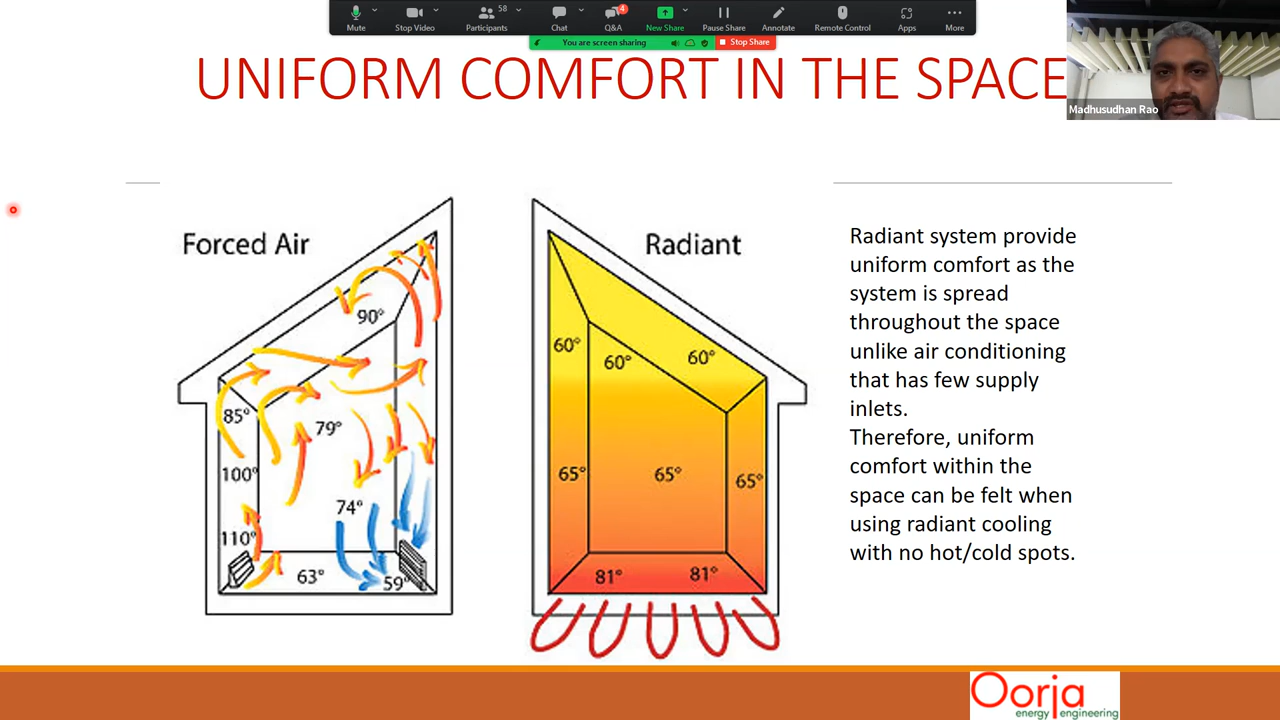 58
4
Mute
Stop Video
Participants
Chat
Q&A
New Share
Pause Share
Annotate
Remote Control
Apps
More
You are screen sharing
Stop Share
UNIFORM COMFORT IN THE SPACE
Madhusudhan Rao
Forced Air
90°
85°
79°
100°
74°
110°
63°
59°
Radiant
60°
60°
60°
65°
65°
65°
81°
81°
Radiant system provide
uniform comfort as the
system is spread
throughout the space
unlike air conditioning
that has few supply
inlets.
Therefore, uniform
comfort within the
space can be felt when
using radiant cooling
with no hot/cold spots.
Oorja
energy engineering